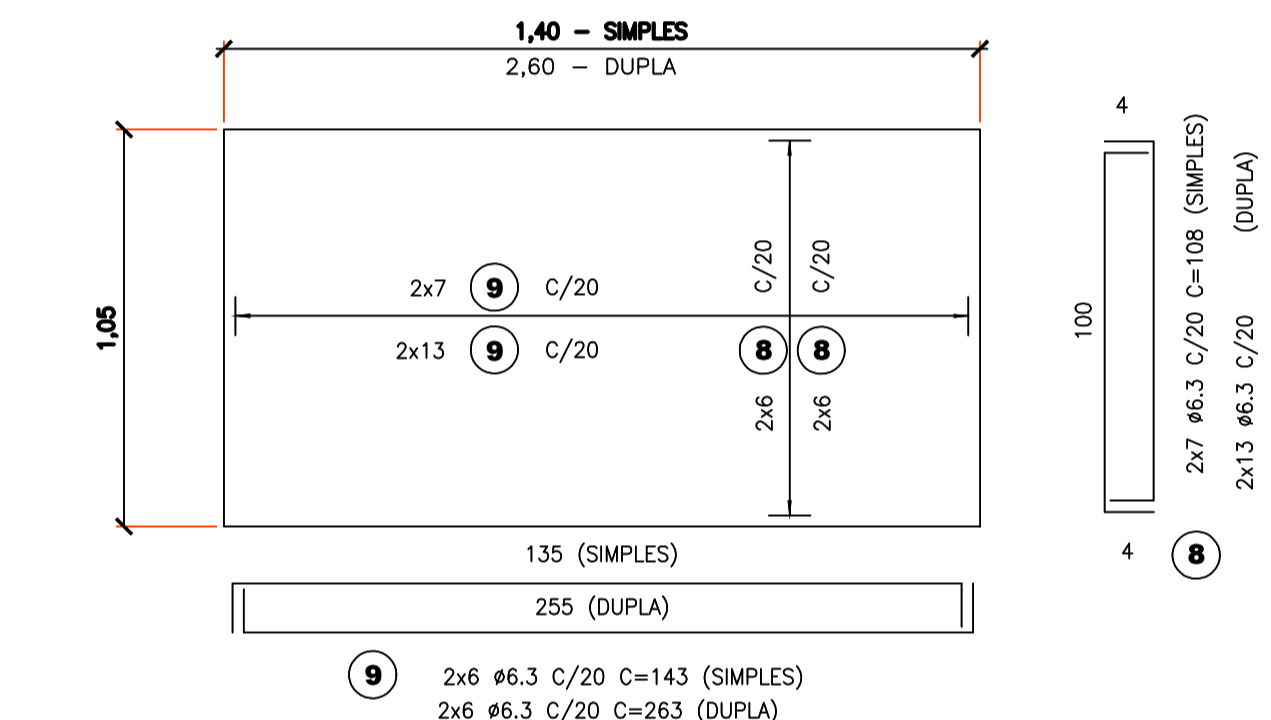 1,40 – SIMPLES
2,60 – DUPLA
1,05
2x7 9 C/20
2x13 9 C/20
2x6 8 C/20
2x6 8 C/20
4
100
4
8
2x7 ø6.3 C/20 C=108 (SIMPLES)
2x13 ø6.3 C/20 (DUPLA)
135 (SIMPLES)
255 (DUPLA)
9 2x6 ø6.3 C/20 C=143 (SIMPLES)
2x6 ø6.3 C/20 C=263 (DUPLA)